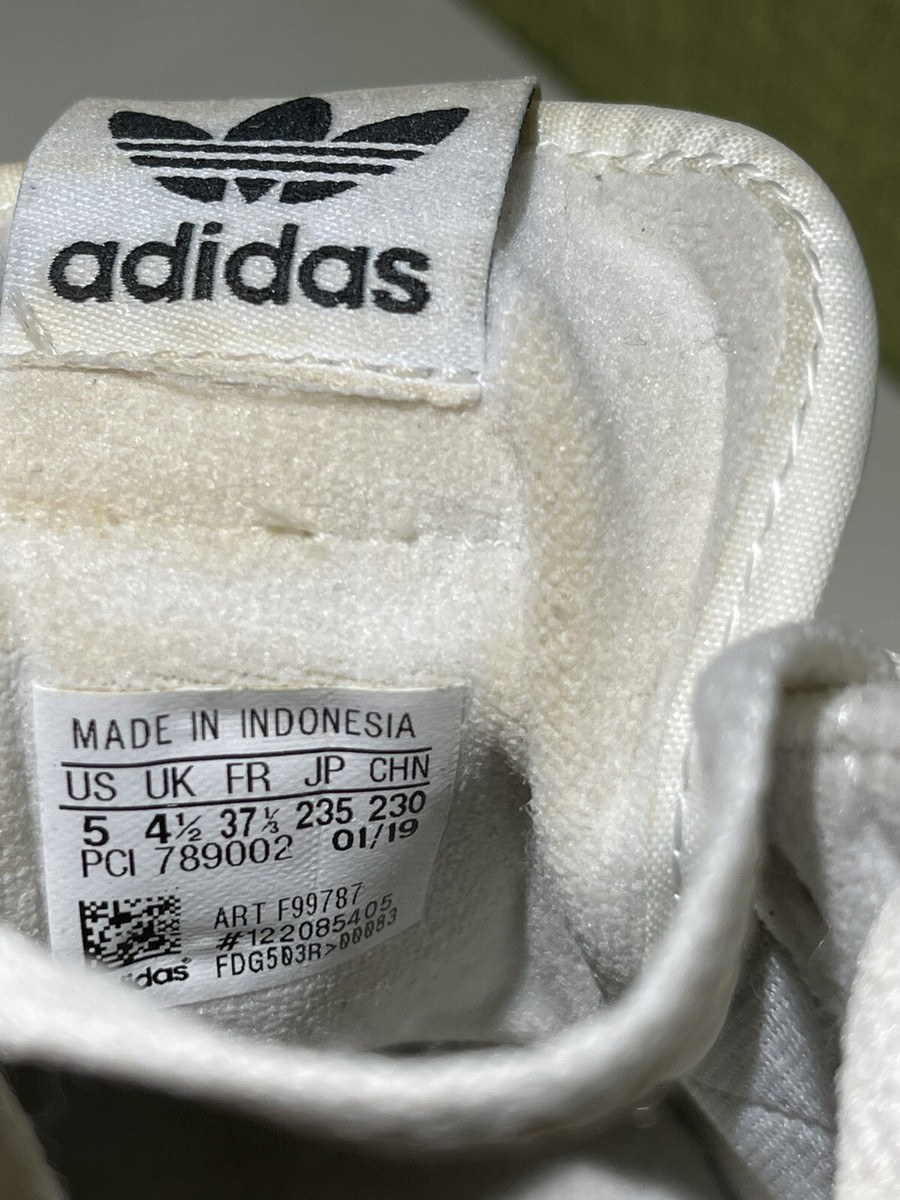 adidas
MADE IN INDONESIA
US UK FR JP CHN
5 4½ 37⅓ 235 230
PCI 789002 01/19
ART F99787
#122085405
FDG503R>00083